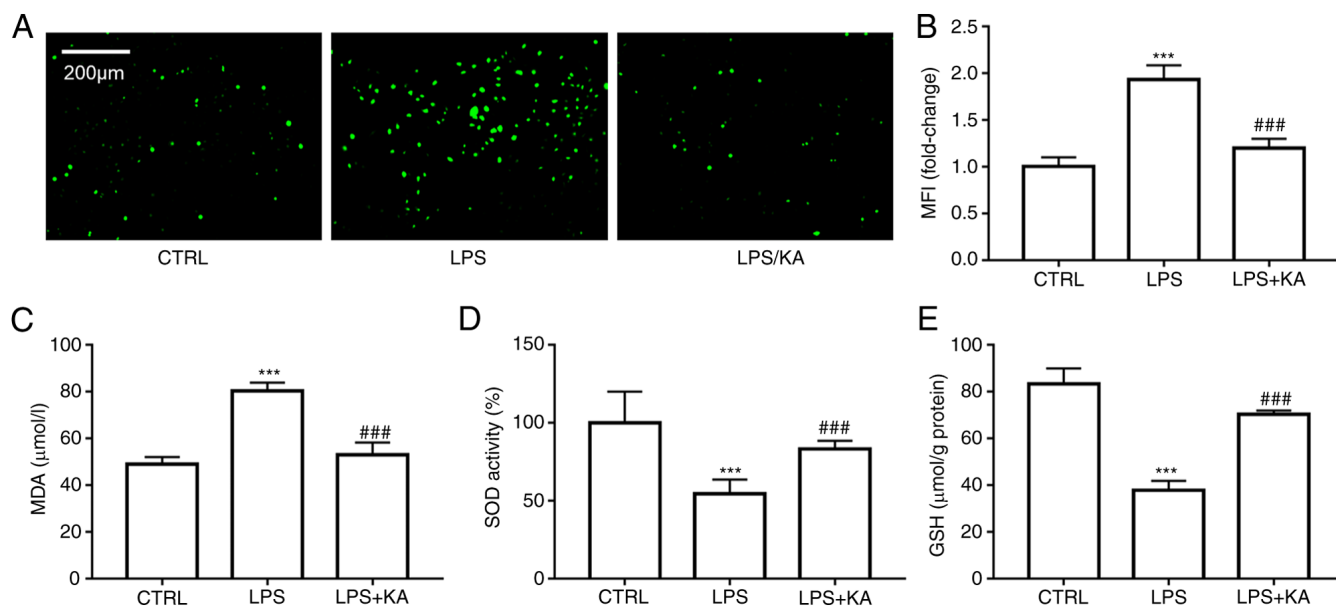 A
200μm
CTRL
LPS
LPS/KA
B
MFI (fold-change)
2.5
2.0
1.5
1.0
0.5
0.0
***
###
CTRL
LPS
LPS+KA
C
MDA (μmol/l)
100
80
60
40
20
0
***
###
CTRL
LPS
LPS+KA
D
SOD activity (%)
150
100
50
0
***
###
CTRL
LPS
LPS+KA
E
GSH (μmol/g protein)
100
80
60
40
20
0
***
###
CTRL
LPS
LPS+KA